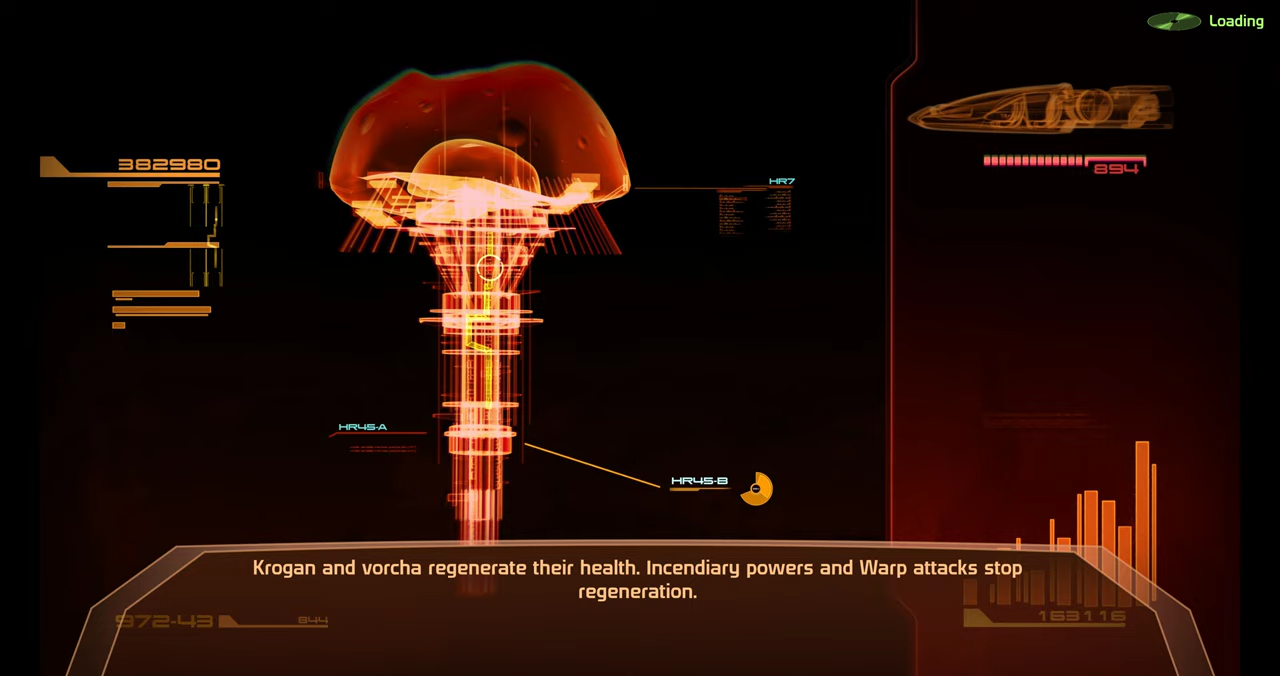 Loading
382980
HR7
894
HR45-A
HR45-B
Krogan and vorcha regenerate their health. Incendiary powers and Warp attacks stop
regeneration.
972-43
844
163116